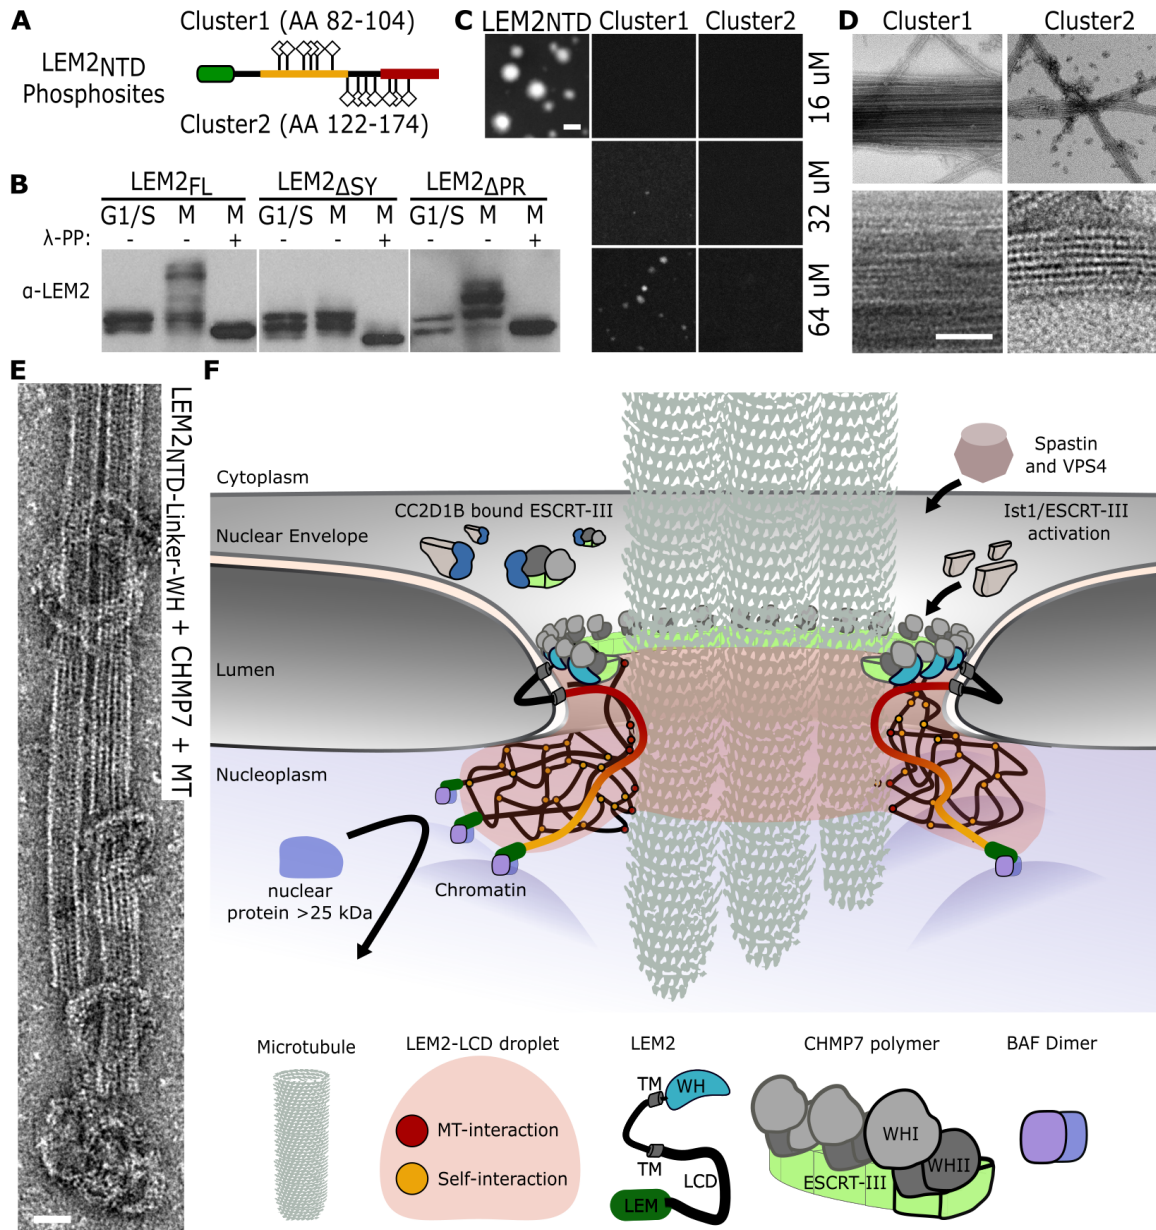 A
Cluster1 (AA 82-104)
LEM2NTD
Phosphosites
Cluster2 (AA 122-174)
B
LEM2FL LEM2ΔSY LEM2ΔPR
G1/S M M G1/S M M G1/S M M
λ-PP: - - + - - + - - +
α-LEM2
C
LEM2NTD Cluster1 Cluster2
16 uM
32 uM
64 uM
D
Cluster1 Cluster2
E
LEM2NTD-Linker-WH + CHMP7 + MT
F
Cytoplasm
Spastin
and VPS4
CC2D1B bound ESCRT-III
Ist1/ESCRT-III
activation
Nuclear Envelope
Lumen
Nucleoplasm
nuclear
protein >25 kDa
Chromatin
Microtubule
LEM2-LCD droplet
MT-interaction
Self-interaction
LEM2
TM
WH
TM
LCD
LEM
CHMP7 polymer
WHI
WHII
ESCRT-III
BAF Dimer